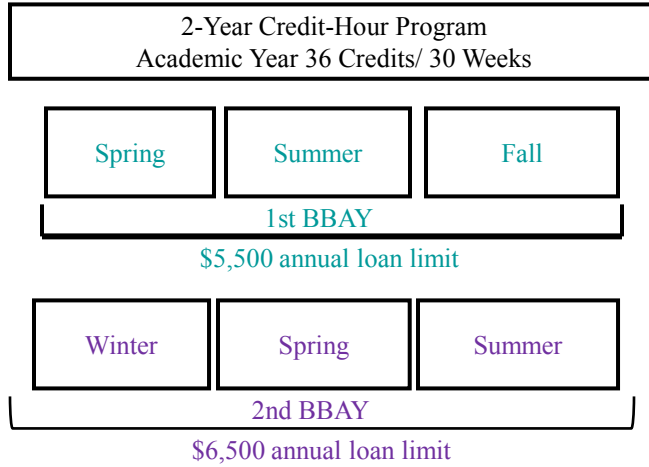 2-Year Credit-Hour Program
Academic Year 36 Credits/ 30 Weeks
Spring Summer Fall
1st BBAY
$5,500 annual loan limit
Winter Spring Summer
2nd BBAY
$6,500 annual loan limit